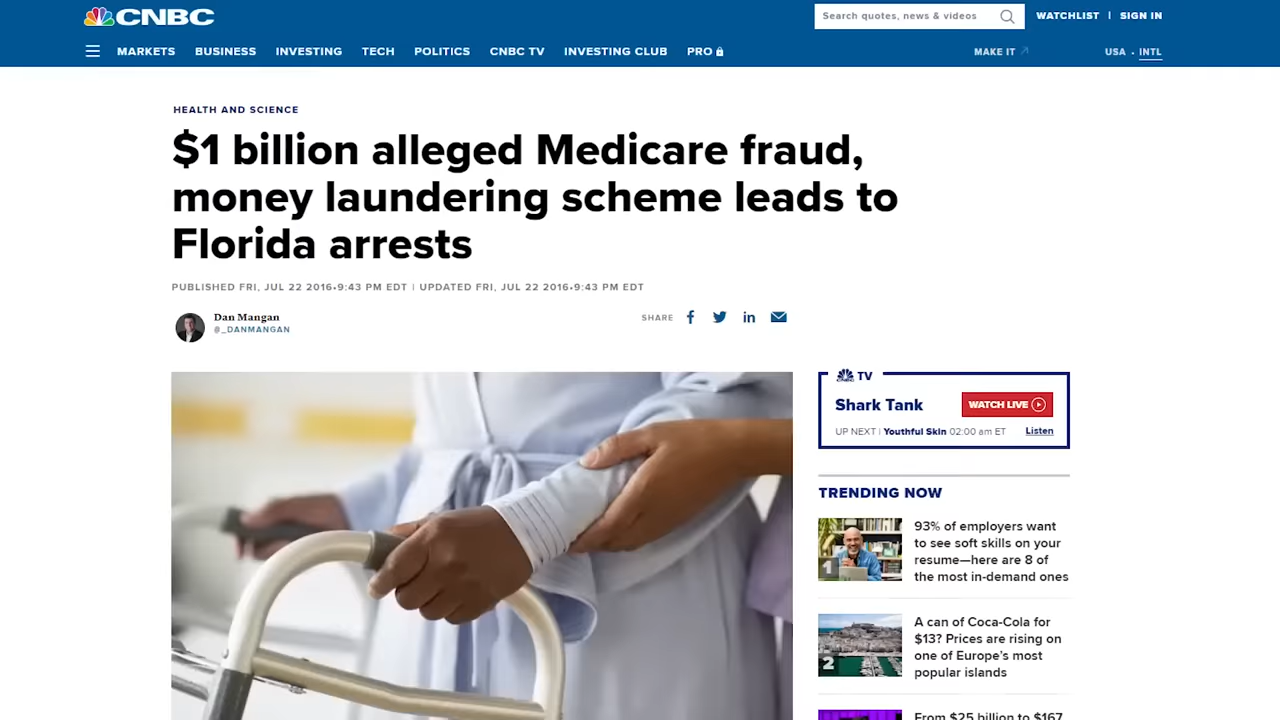 CNBC
Search quotes, news & videos
WATCHLIST | SIGN IN
MARKETS BUSINESS INVESTING TECH POLITICS CNBC TV INVESTING CLUB PRO
MAKE IT
USA • INTL
HEALTH AND SCIENCE
$1 billion alleged Medicare fraud,
money laundering scheme leads to
Florida arrests
PUBLISHED FRI, JUL 22 2016•9:43 PM EDT | UPDATED FRI, JUL 22 2016•9:43 PM EDT
Dan Mangan
@_DANMANGAN
SHARE
TV
Shark Tank
WATCH LIVE
UP NEXT | Youthful Skin 02:00 am ET
Listen
TRENDING NOW
1
93% of employers want
to see soft skills on your
resume—here are 8 of
the most in-demand ones
2
A can of Coca-Cola for
$13? Prices are rising on
one of Europe's most
popular islands
From $25 billion to $167